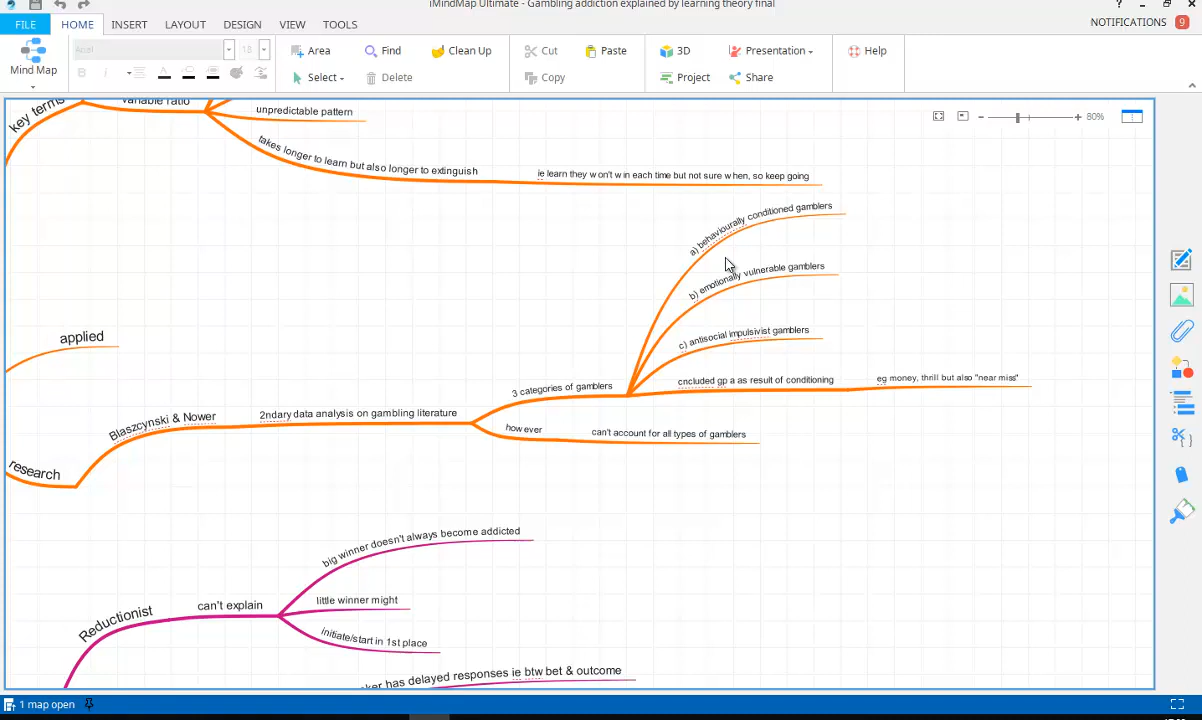 iMindMap Ultimate - Gambling addiction explained by learning theory final
FILE HOME INSERT LAYOUT DESIGN VIEW TOOLS
NOTIFICATIONS 9
Mind Map
Arial 18
Area
Select
Find
Delete
Clean Up
Cut
Copy
Paste
3D
Project
Presentation
Share
Help
80%
key terms
variable ratio
unpredictable pattern
takes longer to learn but also longer to extinguish
ie learn they won't win each time but not sure when, so keep going
a) behaviourally conditioned gamblers
b) emotionally vulnerable gamblers
c) antisocial impulsivist gamblers
applied
3 categories of gamblers
cncluded gp a as result of conditioning
eg money, thrill but also "near miss"
Blaszcynski & Nower
2ndary data analysis on gambling literature
however
can't account for all types of gamblers
research
big winner doesn't always become addicted
Reductionist
can't explain
little winner might
initiate/start in 1st place
ker has delayed responses ie btw bet & outcome
1 map open